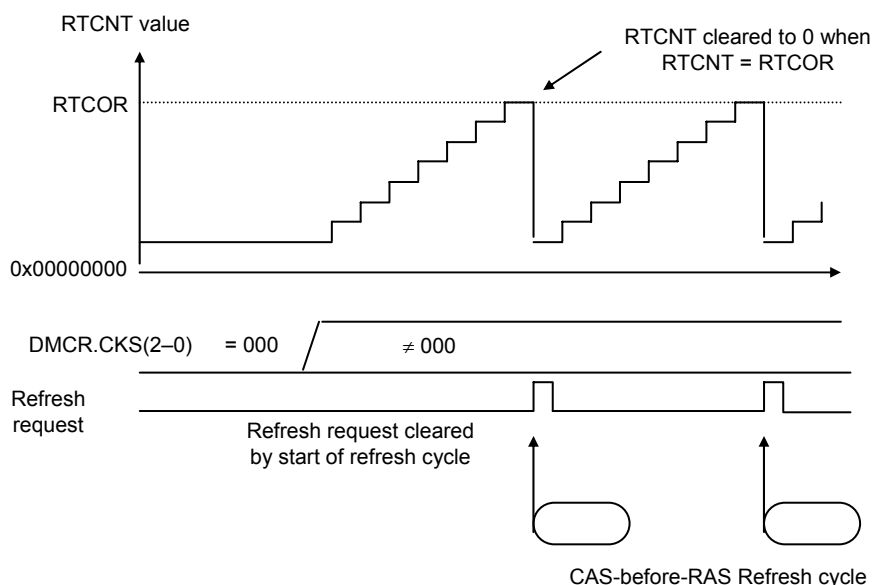 RTCNT value
RTCNT cleared to 0 when
RTCNT = RTCOR
RTCOR
0x00000000
DMCR.CKS(2–0) = 000 ≠ 000
Refresh
request
Refresh request cleared
by start of refresh cycle
CAS-before-RAS Refresh cycle